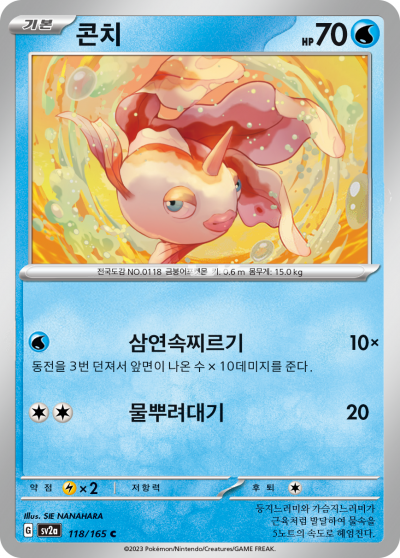 기본 콘치 HP 70
전국도감 NO.0118 금붕어포켓몬 키: 0.6 m 몸무게: 15.0 kg
삼연속찌르기 10×
동전을 3번 던져서 앞면이 나온 수 × 10데미지를 준다.
물뿌려대기 20
약점 ×2 저항력 후퇴
Illus. SIE NANAHARA
G sv2a 118/165 C
등지느러미와 가슴지느러미가
근육처럼 발달하여 물속을
5노트의 속도로 헤엄친다.
©2023 Pokémon/Nintendo/Creatures/GAME FREAK.